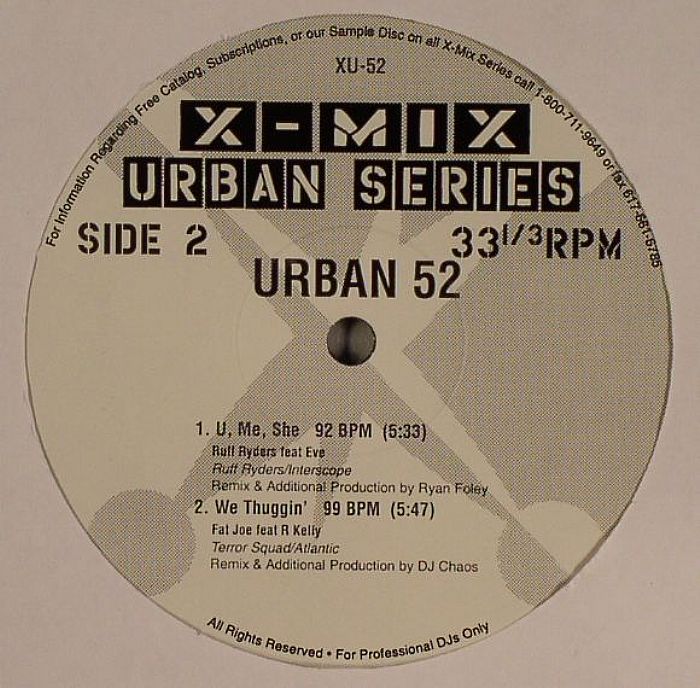 For Information Regarding Free Catalog, Subscriptions, or our Sample Disc on all X-Mix Series call 1-800-711-9649 or fax 617-561-5785
XU-52
X-MIX
URBAN SERIES
SIDE 2
33 1/3 RPM
URBAN 52
1. U, Me, She 92 BPM (5:33)
Ruff Ryders feat Eve
Ruff Ryders/Interscope
Remix & Additional Production by Ryan Foley
2. We Thuggin' 99 BPM (5:47)
Fat Joe feat R Kelly
Terror Squad/Atlantic
Remix & Additional Production by DJ Chaos
All Rights Reserved • For Professional DJs Only